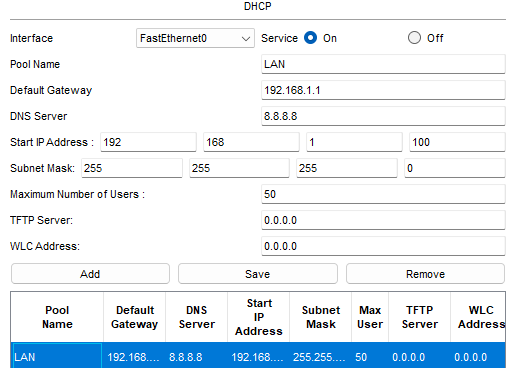 DHCP
Interface FastEthernet0 Service On Off
Pool Name LAN
Default Gateway 192.168.1.1
DNS Server 8.8.8.8
Start IP Address : 192 168 1 100
Subnet Mask: 255 255 255 0
Maximum Number of Users : 50
TFTP Server: 0.0.0.0
WLC Address: 0.0.0.0
Add Save Remove
Pool Name Default Gateway DNS Server Start IP Address Subnet Mask Max User TFTP Server WLC Address
LAN 192.168.... 8.8.8.8 192.168.... 255.255.... 50 0.0.0.0 0.0.0.0